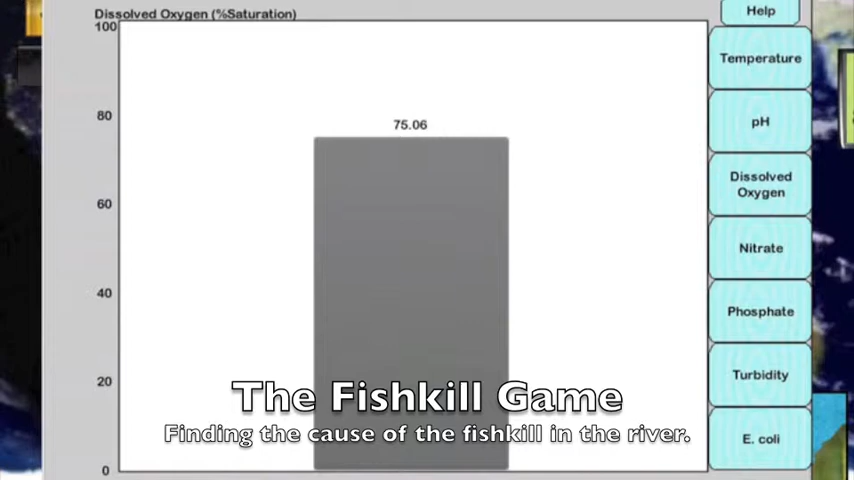 Dissolved Oxygen (%Saturation)
Help
100
Temperature
80
75.06
pH
60
Dissolved
Oxygen
Nitrate
40
Phosphate
20
Turbidity
The Fishkill Game
Finding the cause of the fishkill in the river.
E. coli
0